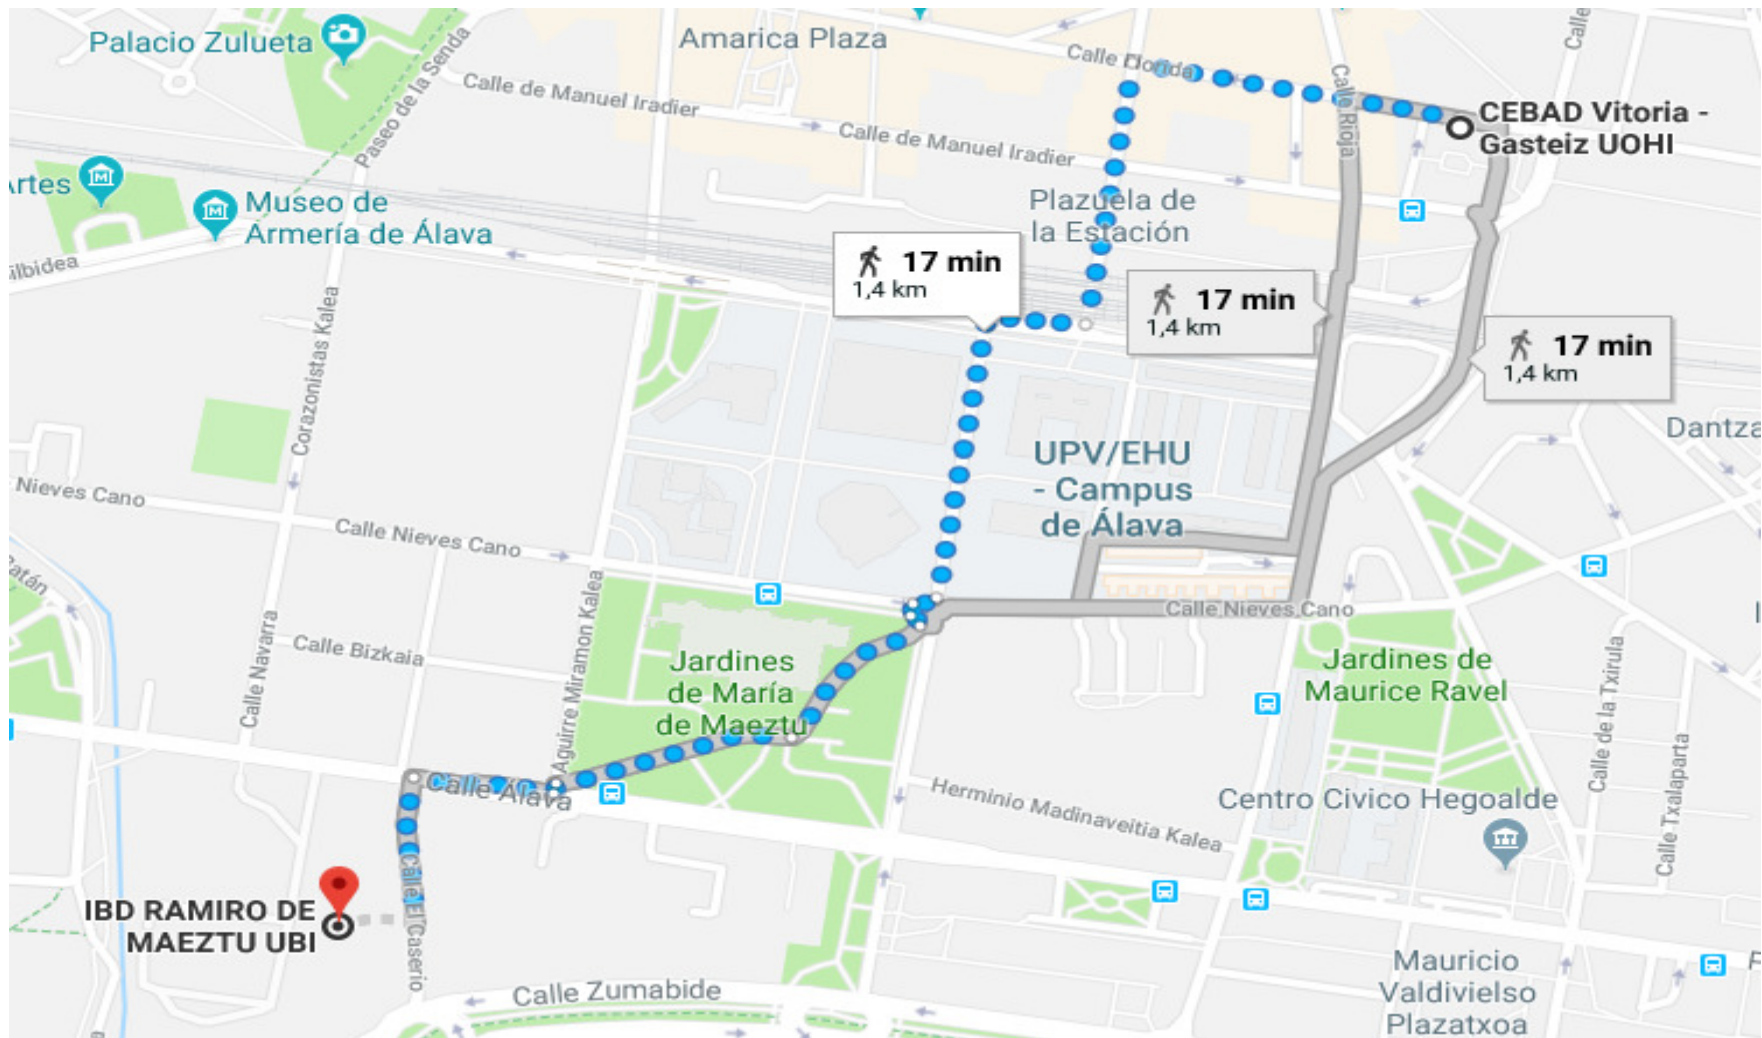 Palacio Zulueta
Amarica Plaza
Calle Florida
Calle
Paseo de la Senda
Calle de Manuel Iradier
Calle de Manuel Iradier
Calle Rioja
CEBAD Vitoria -
Gasteiz UOHI
Artes
Museo de
Armería de Álava
Plazuela de
la Estación
17 min
1,4 km
17 min
1,4 km
17 min
1,4 km
Corazonistas Kalea
Dantza
UPV/EHU
- Campus
de Álava
Nieves Cano
Calle Nieves Cano
Calle Nieves Cano
Batán
Calle Navarra
Calle Bizkaia
Aguirre Miramon Kalea
Jardines
de María
de Maeztu
Jardines de
Maurice Ravel
Calle de la Txirula
Calle Txalaparta
Calle Álava
Herminio Madinaveitia Kalea
Centro Civico Hegoalde
Calle El Caserío
IBD RAMIRO DE
MAEZTU UBI
Calle Zumabide
Mauricio
Valdivielso
Plazatxoa